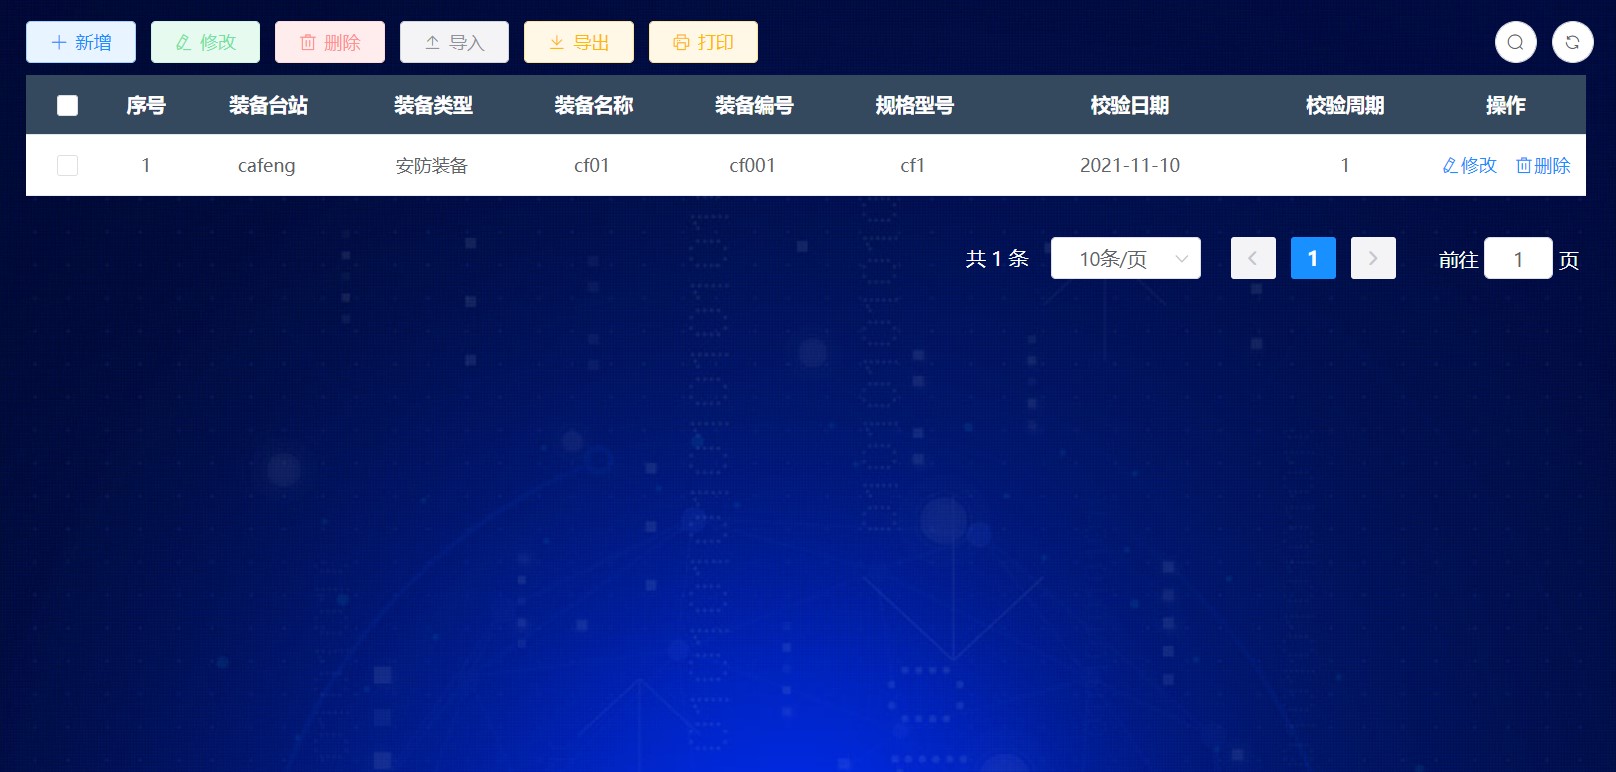 新增 修改 删除 导入 导出 打印
序号 装备台站 装备类型 装备名称 装备编号 规格型号 校验日期 校验周期 操作
1 cafeng 安防装备 cf01 cf001 cf1 2021-11-10 1 修改 删除
共 1 条 10条/页 1 前往 1 页